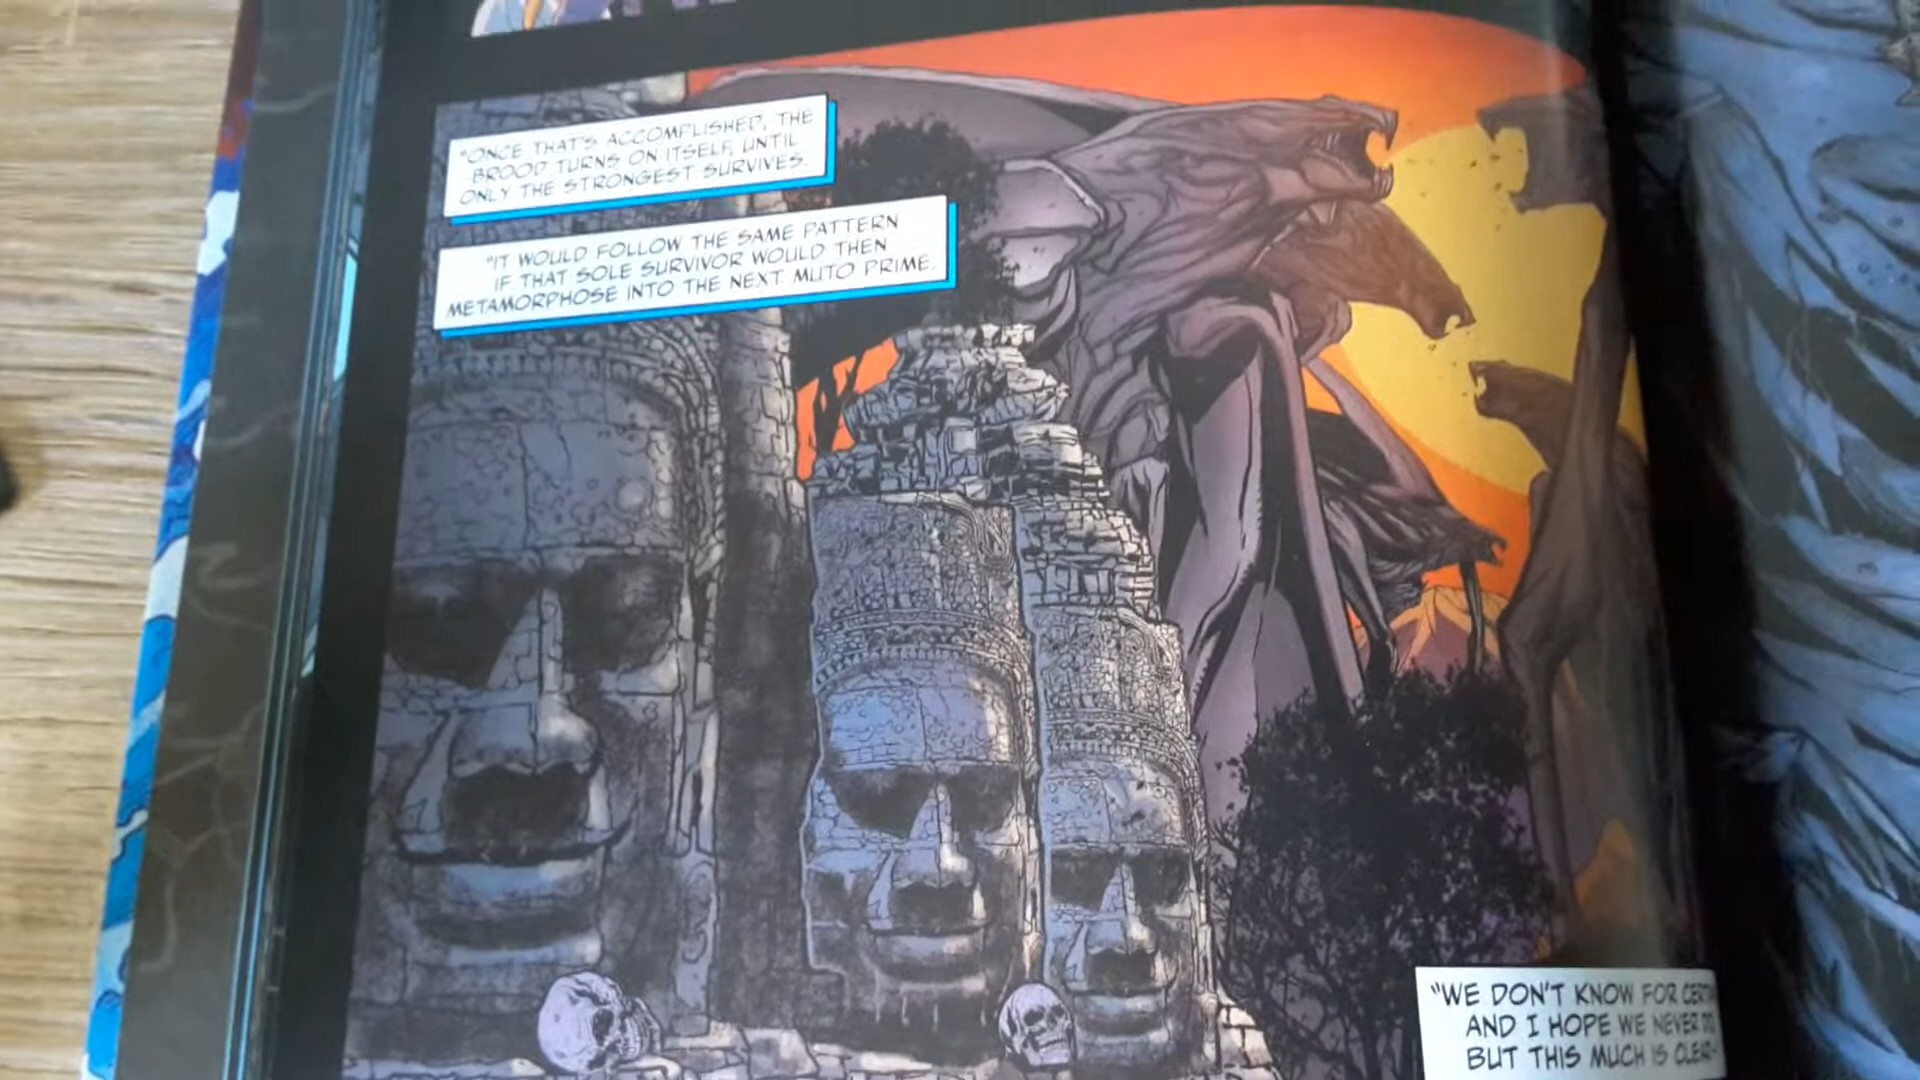 "ONCE THAT'S ACCOMPLISHED, THE
BROOD TURNS ON ITSELF, UNTIL
ONLY THE STRONGEST SURVIVES.
"IT WOULD FOLLOW THE SAME PATTERN
IF THAT SOLE SURVIVOR WOULD THEN
METAMORPHOSE INTO THE NEXT MUTO PRIME.
"WE DON'T KNOW FOR
AND I HOPE WE NEVER
BUT THIS MUCH IS